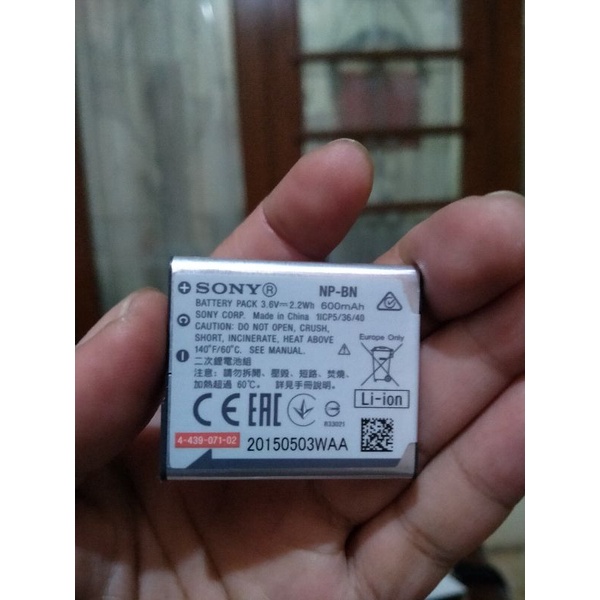 SONY® NP-BN
BATTERY PACK 3.6V⎓2.2Wh 600mAh
SONY CORP. Made in China 1ICP5/36/40
CAUTION: DO NOT OPEN, CRUSH,
SHORT, INCINERATE, HEAT ABOVE
140°F/60°C. SEE MANUAL.
Europe Only
二次鋰電池組
請勿拆開、壓毀、短路、焚燒、
加熱超過 60℃. 詳見手冊說明.
Li-ion
CE EAC
R33021
4-439-071-02
20150503WAA